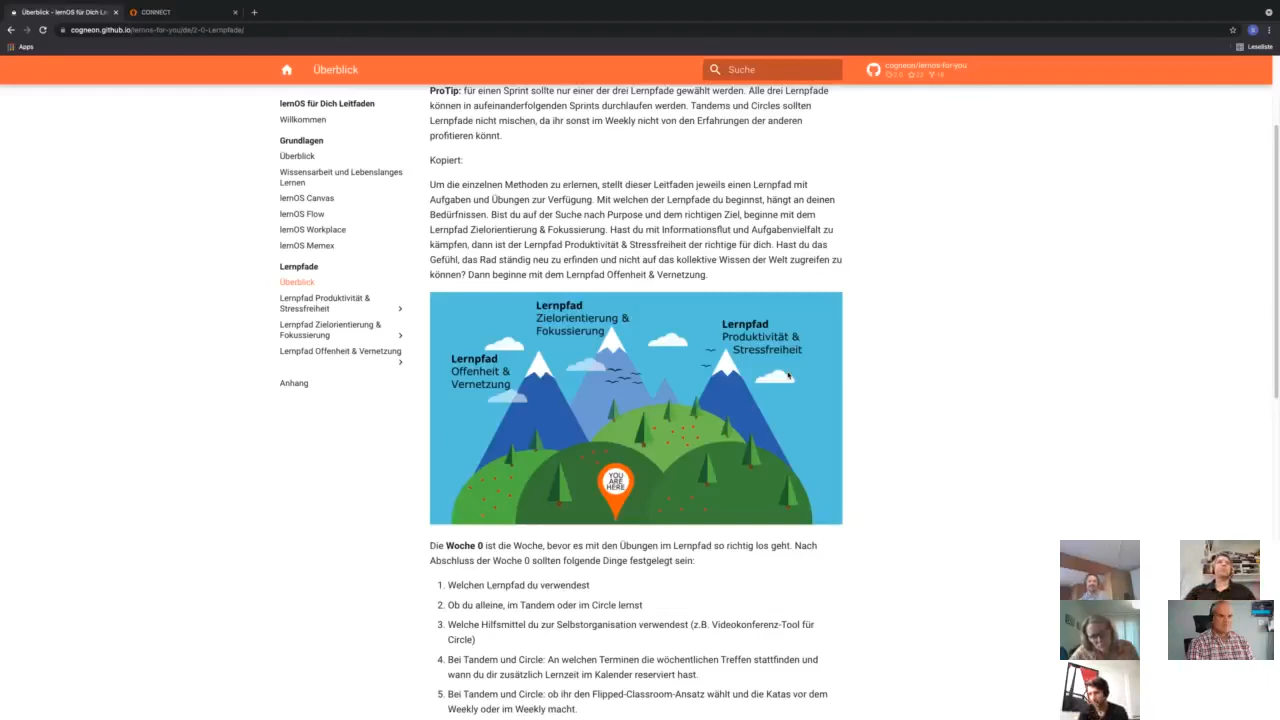 Überblick - lernOS für Dich Lei
CONNECT
cogneon.github.io/lernos-for-you/de/2-0-Lernpfade/
Apps
Leseliste
Überblick
Suche
cogneon/lernos-for-you
lernOS für Dich Leitfaden
Willkommen
Grundlagen
Überblick
Wissensarbeit und Lebenslanges
Lernen
lernOS Canvas
lernOS Flow
lernOS Workplace
lernOS Memex
Lernpfade
Überblick
Lernpfad Produktivität &
Stressfreiheit
Lernpfad Zielorientierung &
Fokussierung
Lernpfad Offenheit & Vernetzung
Anhang
ProTip: für einen Sprint sollte nur einer der drei Lernpfade gewählt werden. Alle drei Lernpfade
können in aufeinanderfolgenden Sprints durchlaufen werden. Tandems und Circles sollten
Lernpfade nicht mischen, da ihr sonst im Weekly nicht von den Erfahrungen der anderen
profitieren könnt.
Kopiert:
Um die einzelnen Methoden zu erlernen, stellt dieser Leitfaden jeweils einen Lernpfad mit
Aufgaben und Übungen zur Verfügung. Mit welchen der Lernpfade du beginnst, hängt an deinen
Bedürfnissen. Bist du auf der Suche nach Purpose und dem richtigen Ziel, beginne mit dem
Lernpfad Zielorientierung & Fokussierung. Hast du mit Informationsflut und Aufgabenvielfalt zu
kämpfen, dann ist der Lernpfad Produktivität & Stressfreiheit der richtige für dich. Hast du das
Gefühl, das Rad ständig neu zu erfinden und nicht auf das kollektive Wissen der Welt zugreifen zu
können? Dann beginne mit dem Lernpfad Offenheit & Vernetzung.
Lernpfad
Zielorientierung &
Fokussierung
Lernpfad
Produktivität &
Stressfreiheit
Lernpfad
Offenheit &
Vernetzung
YOU
ARE
HERE
Die Woche 0 ist die Woche, bevor es mit den Übungen im Lernpfad so richtig los geht. Nach
Abschluss der Woche 0 sollten folgende Dinge festgelegt sein:
1. Welchen Lernpfad du verwendest
2. Ob du alleine, im Tandem oder im Circle lernst
3. Welche Hilfsmittel du zur Selbstorganisation verwendest (z.B. Videokonferenz-Tool für
Circle)
4. Bei Tandem und Circle: An welchen Terminen die wöchentlichen Treffen stattfinden und
wann du dir zusätzlich Lernzeit im Kalender reserviert hast.
5. Bei Tandem und Circle: ob ihr den Flipped-Classroom-Ansatz wählt und die Katas vor dem
Weekly oder im Weekly macht.